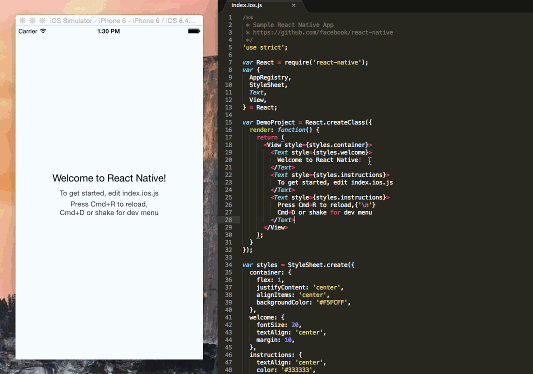 iOS Simulator - iPhone 6 - iPhone 6 / iOS 8.4...
Carrier
1:30 PM
Welcome to React Native!
To get started, edit index.ios.js
Press Cmd+R to reload,
Cmd+D or shake for dev menu
index.ios.js ×
1 /**
2 * Sample React Native App
3 * https://github.com/facebook/react-native
4 */
5 'use strict';
6
7 var React = require('react-native');
8 var {
9 AppRegistry,
10 StyleSheet,
11 Text,
12 View,
13 } = React;
14
15 var DemoProject = React.createClass({
16 render: function() {
17 return (
18 <View style={styles.container}>
19 <Text style={styles.welcome}>
20 Welcome to React Native!
21 </Text>
22 <Text style={styles.instructions}>
23 To get started, edit index.ios.js
24 </Text>
25 <Text style={styles.instructions}>
26 Press Cmd+R to reload,{'\n'}
27 Cmd+D or shake for dev menu
28 </Text>
29 </View>
30 );
31 }
32 });
33
34 var styles = StyleSheet.create({
35 container: {
36 flex: 1,
37 justifyContent: 'center',
38 alignItems: 'center',
39 backgroundColor: '#F5FCFF',
40 },
41 welcome: {
42 fontSize: 20,
43 textAlign: 'center',
44 margin: 10,
45 },
46 instructions: {
47 textAlign: 'center',
48 color: '#333333',